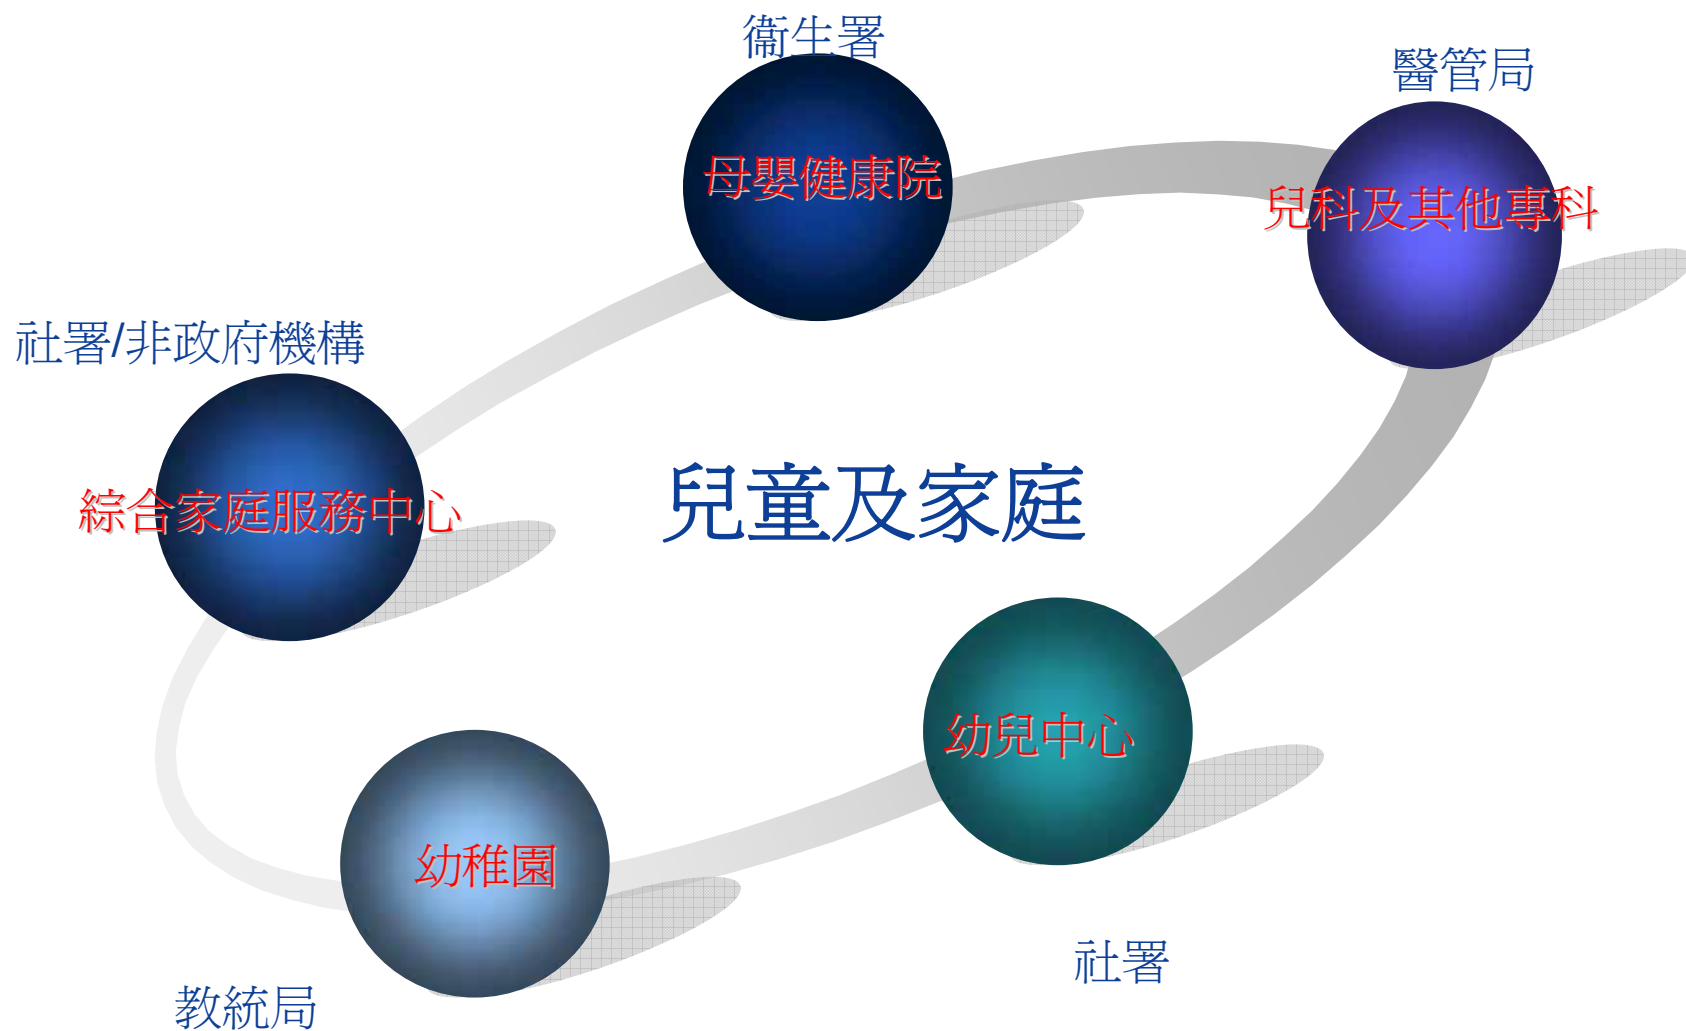 衞生署
醫管局
母嬰健康院
兒科及其他專科
社署/非政府機構
綜合家庭服務中心
兒童及家庭
幼兒中心
幼稚園
社署
教統局